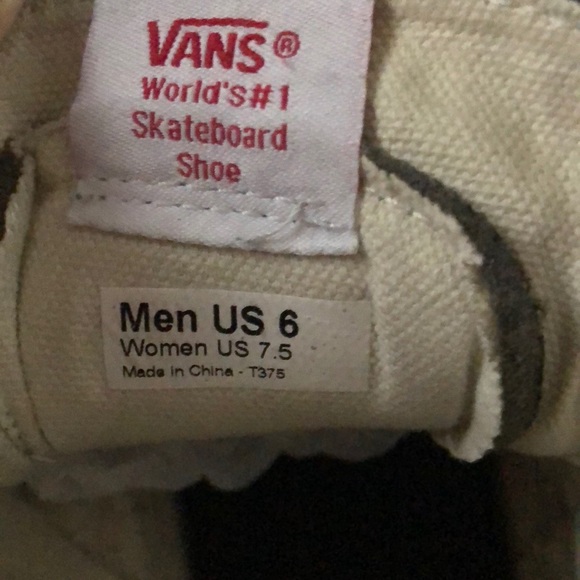 VANS®
World's#1
Skateboard
Shoe
Men US 6
Women US 7.5
Made in China - T375